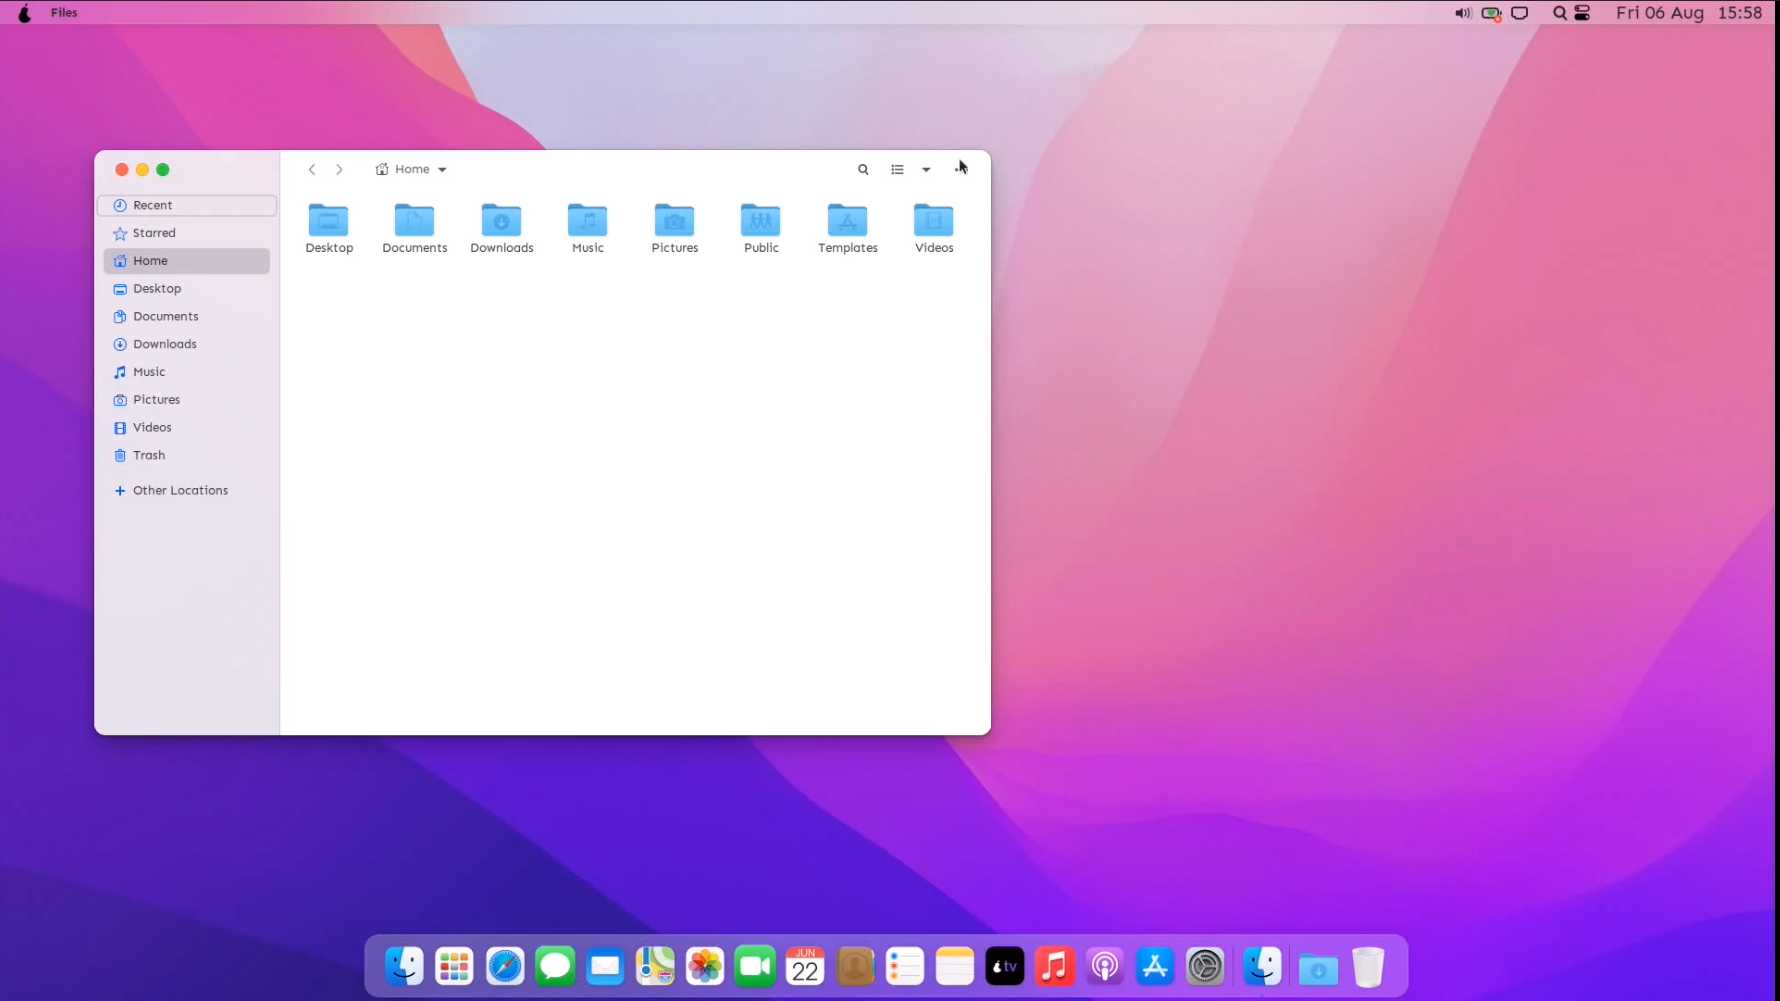 Files
Fri 06 Aug 15:58
Home
Recent
Starred
Home
Desktop
Documents
Downloads
Music
Pictures
Videos
Trash
Other Locations
Desktop Documents Downloads Music Pictures Public Templates Videos
JUN
22
tv